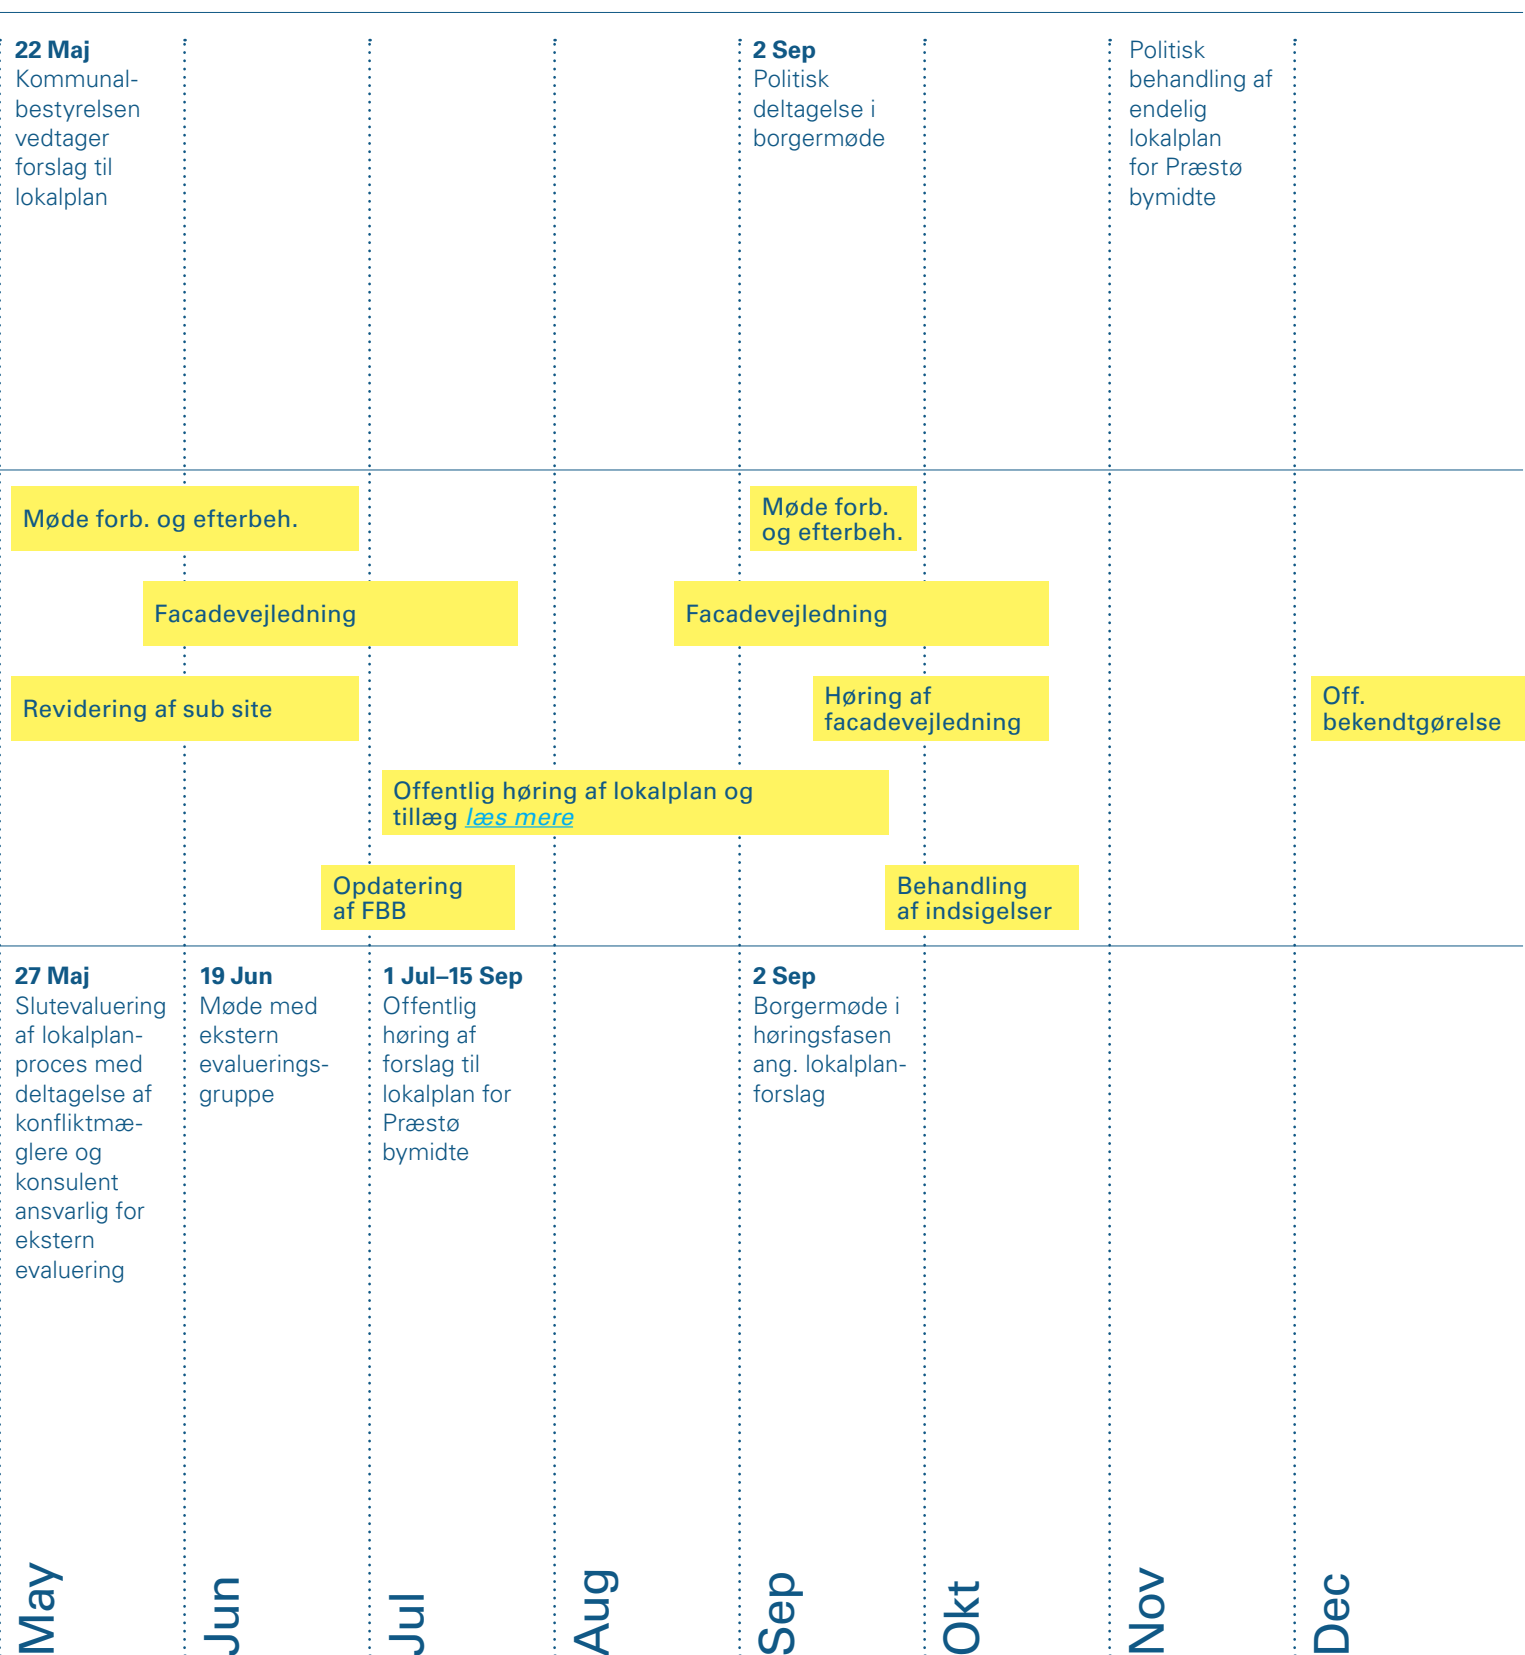 22 Maj
Kommunal-
bestyrelsen
vedtager
forslag til
lokalplan
2 Sep
Politisk
deltagelse i
borgermøde
Politisk
behandling af
endelig
lokalplan
for Præstø
bymidte
Møde forb. og efterbeh.
Møde forb.
og efterbeh.
Facadevejledning
Facadevejledning
Revidering af sub site
Høring af
facadevejledning
Off.
bekendtgørelse
Offentlig høring af lokalplan og
tillæg læs mere
Opdatering
af FBB
Behandling
af indsigelser
27 Maj
Slutevaluering
af lokalplan-
proces med
deltagelse af
konfliktmæ-
glere og
konsulent
ansvarlig for
ekstern
evaluering
19 Jun
Møde med
ekstern
evaluerings-
gruppe
1 Jul–15 Sep
Offentlig
høring af
forslag til
lokalplan for
Præstø
bymidte
2 Sep
Borgermøde i
høringsfasen
ang. lokalplan-
forslag
May
Jun
Jul
Aug
Sep
Okt
Nov
Dec